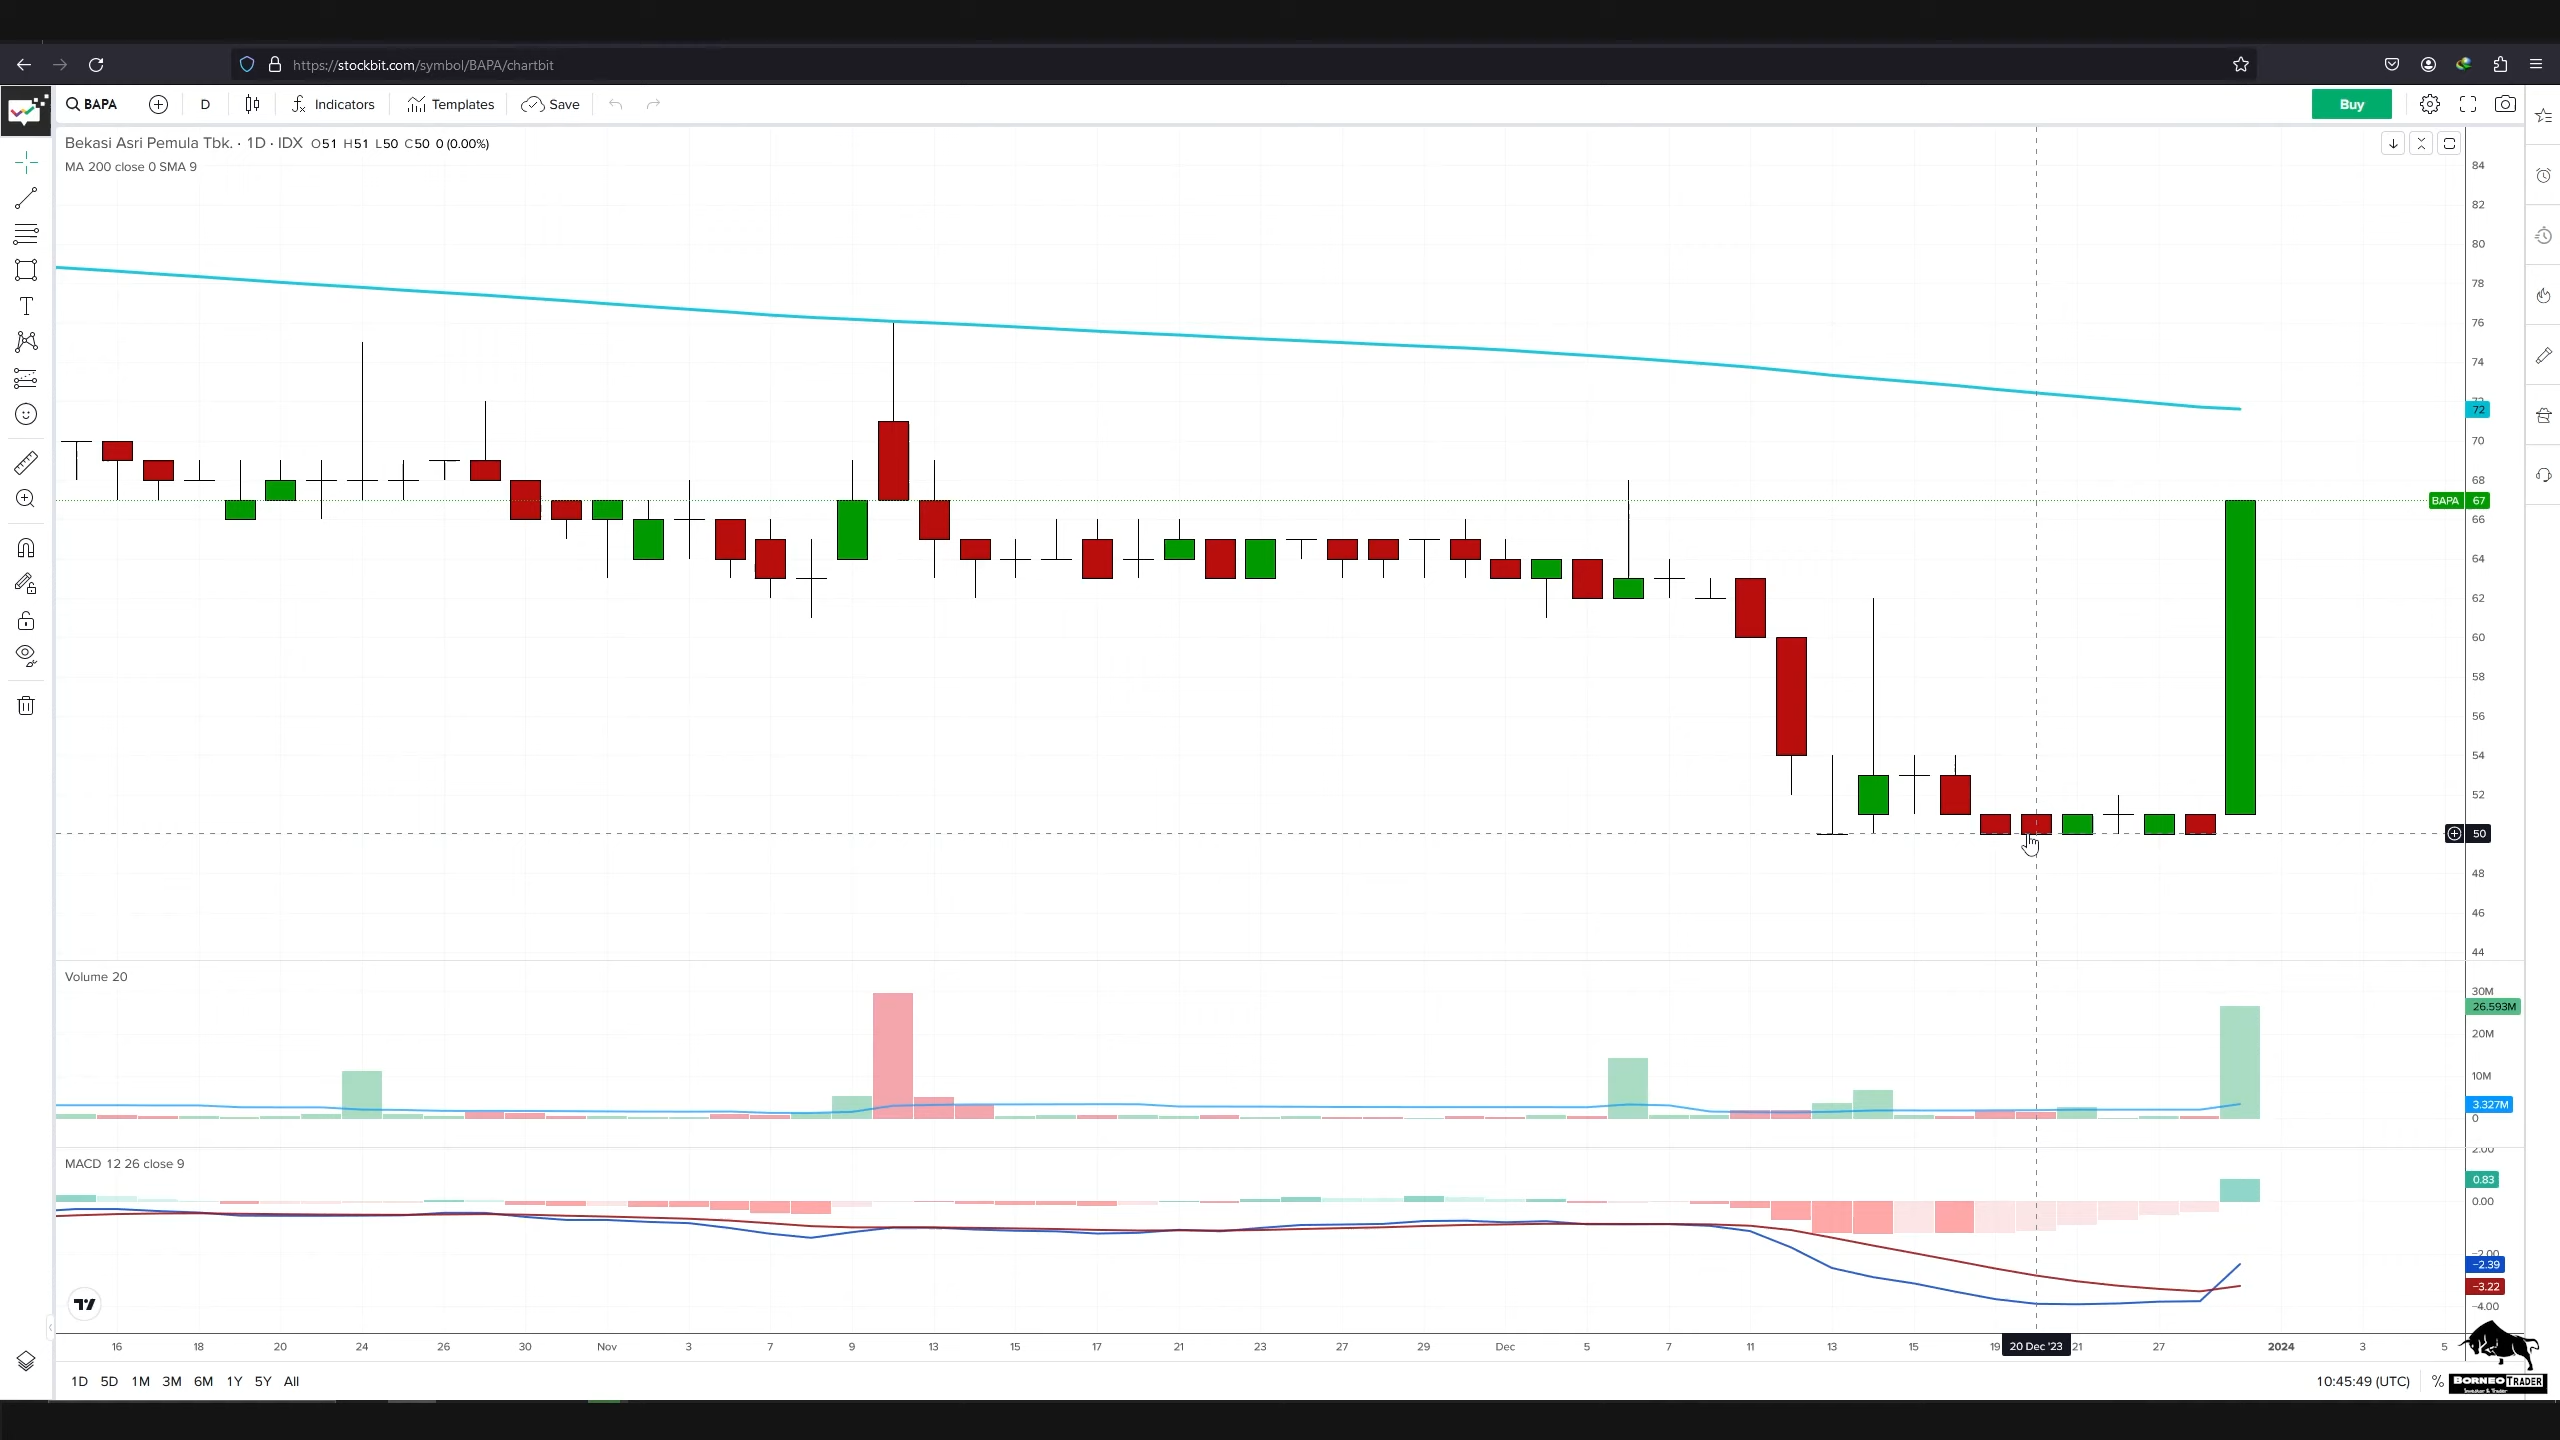 https://stockbit.com/symbol/BAPA/chartbit
BAPA D Indicators Templates Save Buy
Bekasi Asri Pemula Tbk. · 1D · IDX O51 H51 L50 C50 0 (0.00%)
MA 200 close 0 SMA 9
84
82
80
78
76
74
72
70
68
BAPA 67
66
64
62
60
58
56
54
52
50
48
46
44
Volume 20
30M
26.593M
20M
10M
3.327M
0
MACD 12 26 close 9
2.00
0.83
0.00
−2.00
−2.39
−3.22
−4.00
16 18 20 24 26 30 Nov 3 7 9 13 15 17 21 23 27 29 Dec 5 7 11 13 15 19 20 Dec '23 21 27 2024 3 5
1D 5D 1M 3M 6M 1Y 5Y All 10:45:49 (UTC) %
BORNEO TRADER
Investor & Trader